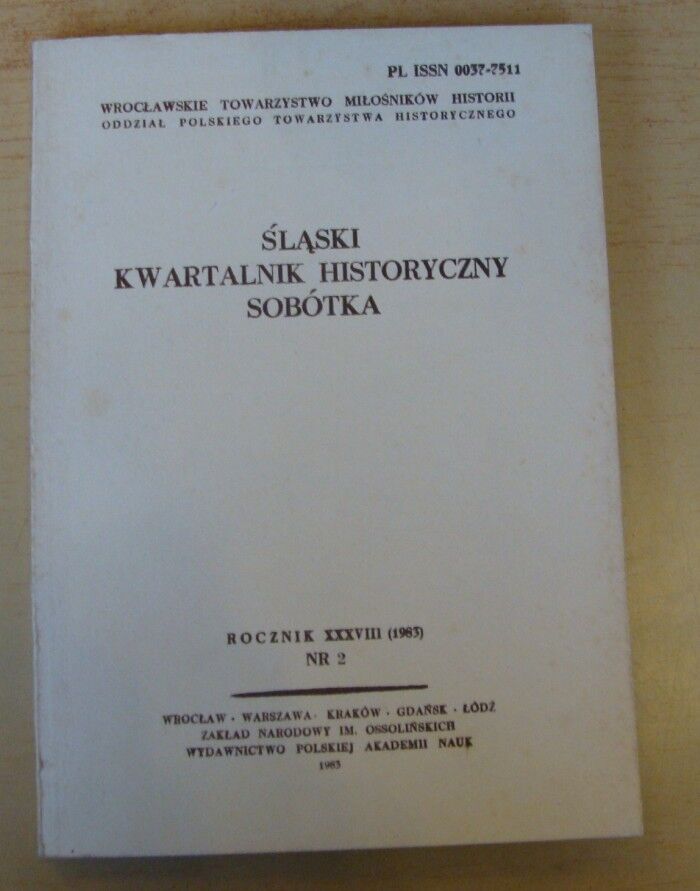 PL ISSN 0037-7511
WROCŁAWSKIE TOWARZYSTWO MIŁOŚNIKÓW HISTORII
ODDZIAŁ POLSKIEGO TOWARZYSTWA HISTORYCZNEGO
ŚLĄSKI
KWARTALNIK HISTORYCZNY
SOBÓTKA
ROCZNIK XXXVIII (1983)
NR 2
WROCŁAW · WARSZAWA · KRAKÓW · GDAŃSK · ŁÓDŹ
ZAKŁAD NARODOWY IM. OSSOLIŃSKICH
WYDAWNICTWO POLSKIEJ AKADEMII NAUK
1983